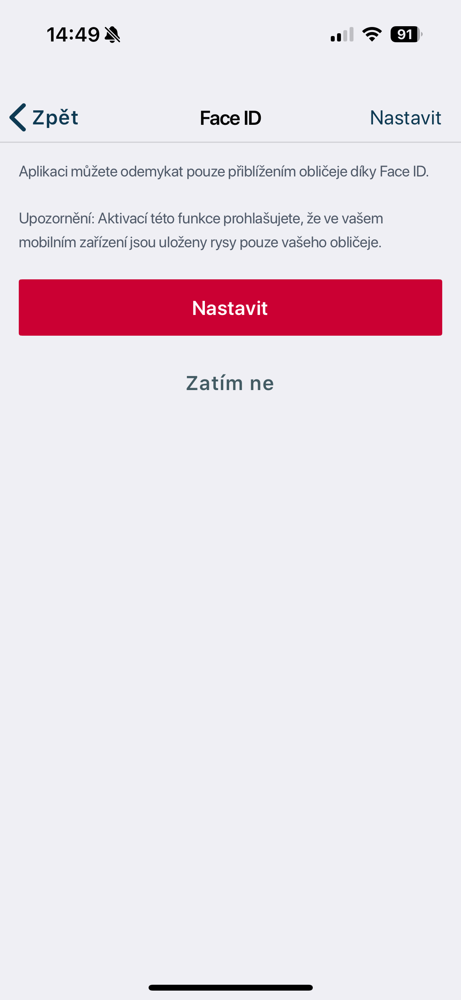 14:49
91
Zpět
Face ID
Nastavit
Aplikaci můžete odemykat pouze přiblížením obličeje díky Face ID.
Upozornění: Aktivací této funkce prohlašujete, že ve vašem
mobilním zařízení jsou uloženy rysy pouze vašeho obličeje.
Nastavit
Zatím ne